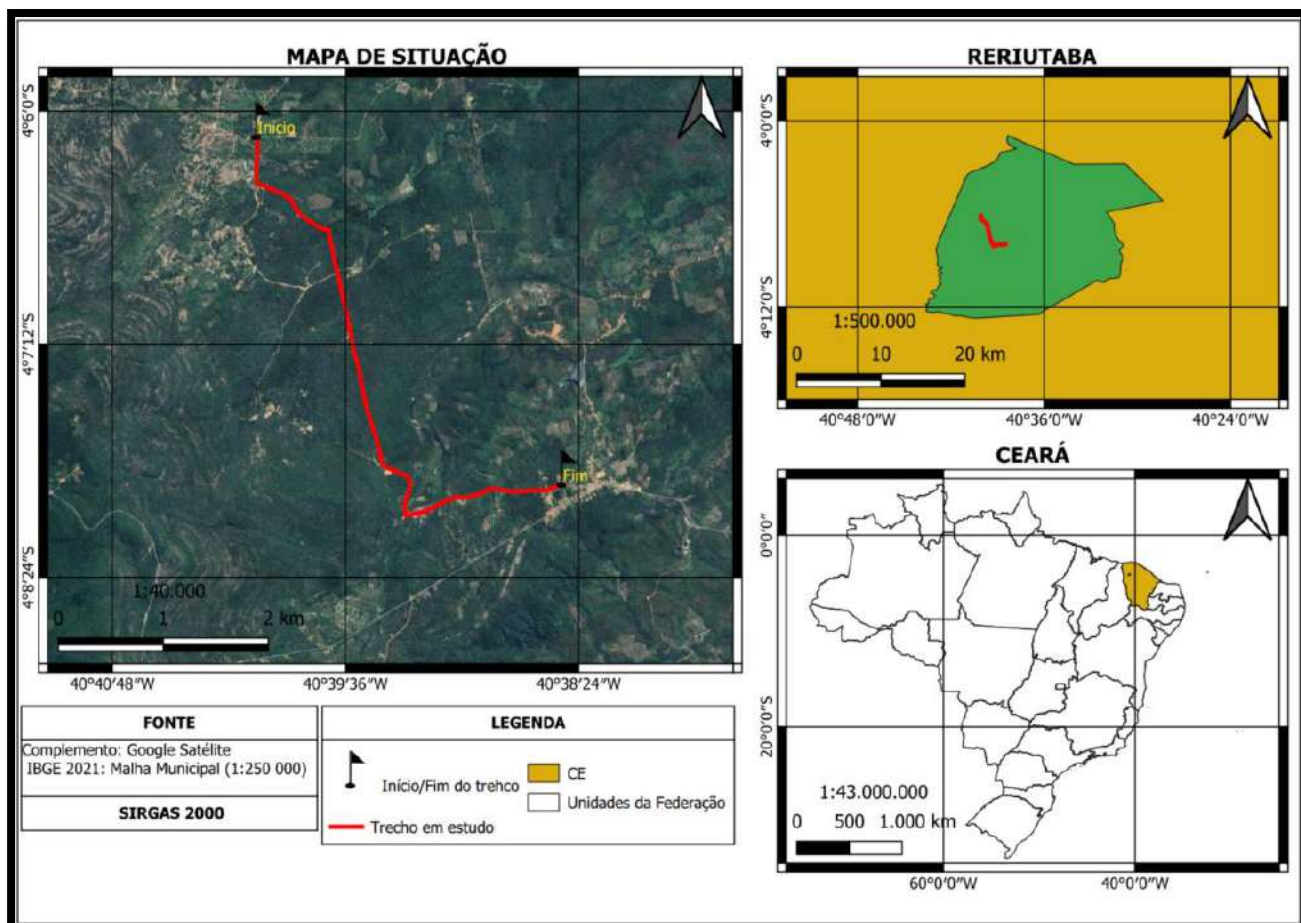 MAPA DE SITUAÇÃO
4°6′0″S
4°7′12″S
4°8′24″S
Início
Fim
1:40.000
0 1 2 km
40°40′48″W 40°39′36″W 40°38′24″W
RERIUTABA
4°0′0″S
4°12′0″S
1:500.000
0 10 20 km
40°48′0″W 40°36′0″W 40°24′0″W
CEARÁ
0°0′0″
20°0′0″S
1:43.000.000
0 500 1.000 km
60°0′0″W 40°0′0″W
FONTE
Complemento: Google Satélite
IBGE 2021: Malha Municipal (1:250 000)
SIRGAS 2000
LEGENDA
Início/Fim do trehco
Trecho em estudo
CE
Unidades da Federação